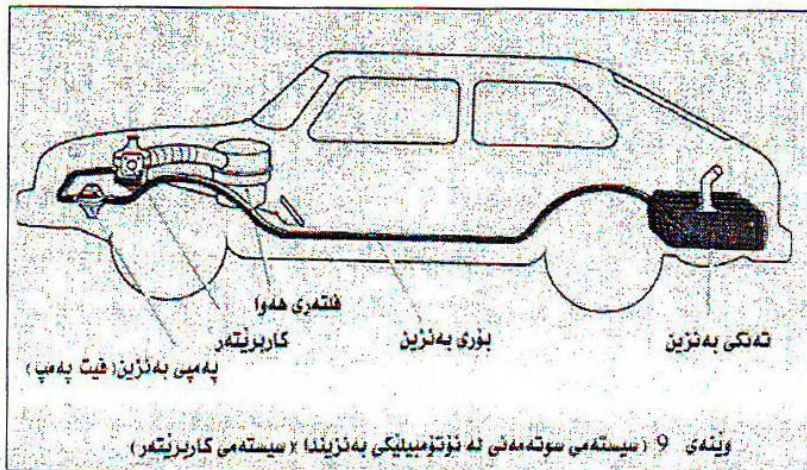 فلتەری هەوا
کاربرێتەر
پەمپی بەنزین( فیت پەمپ )
بۆری بەنزین
تەنکی بەنزین
وێنەی 9 ( سیستەمی سوتەمەنی لە ئۆتۆمبیلیکی بەنزیندا )( سیستەمی کاربرێتەر )